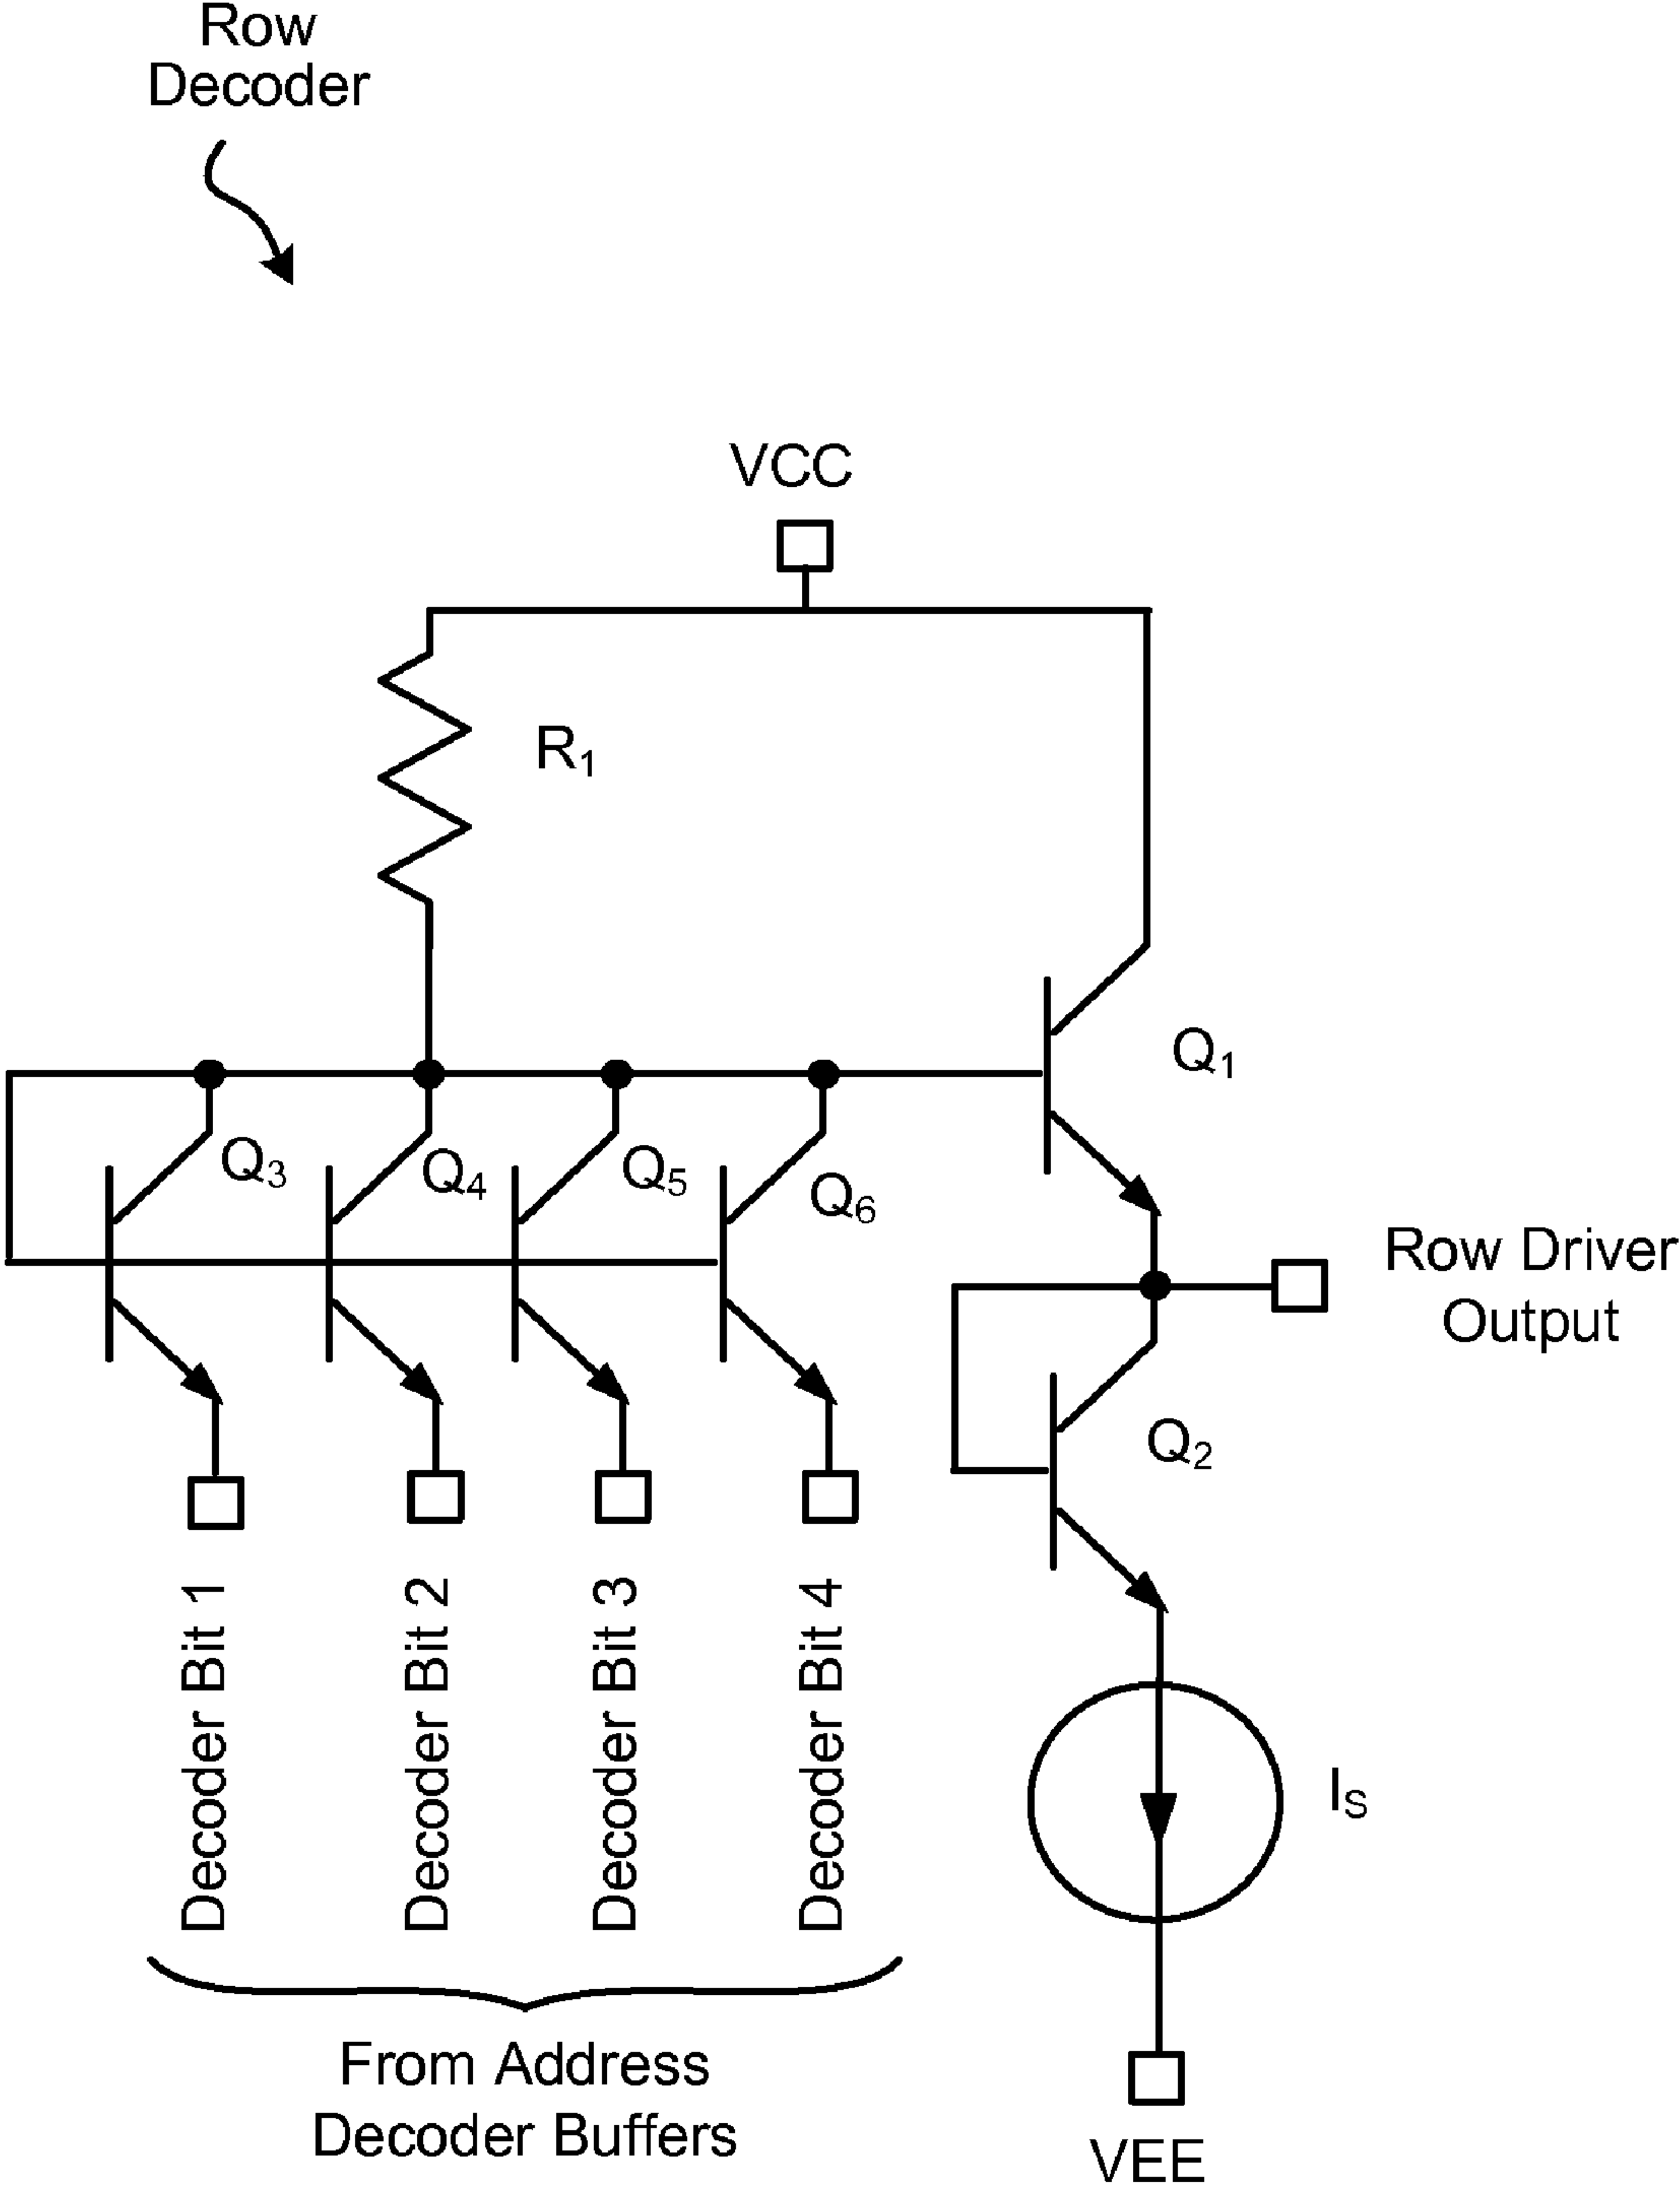 Row
Decoder
VCC
R1
Q1
Q3
Q4
Q5
Q6
Row Driver
Output
Q2
Decoder Bit 1
Decoder Bit 2
Decoder Bit 3
Decoder Bit 4
IS
From Address
Decoder Buffers
VEE